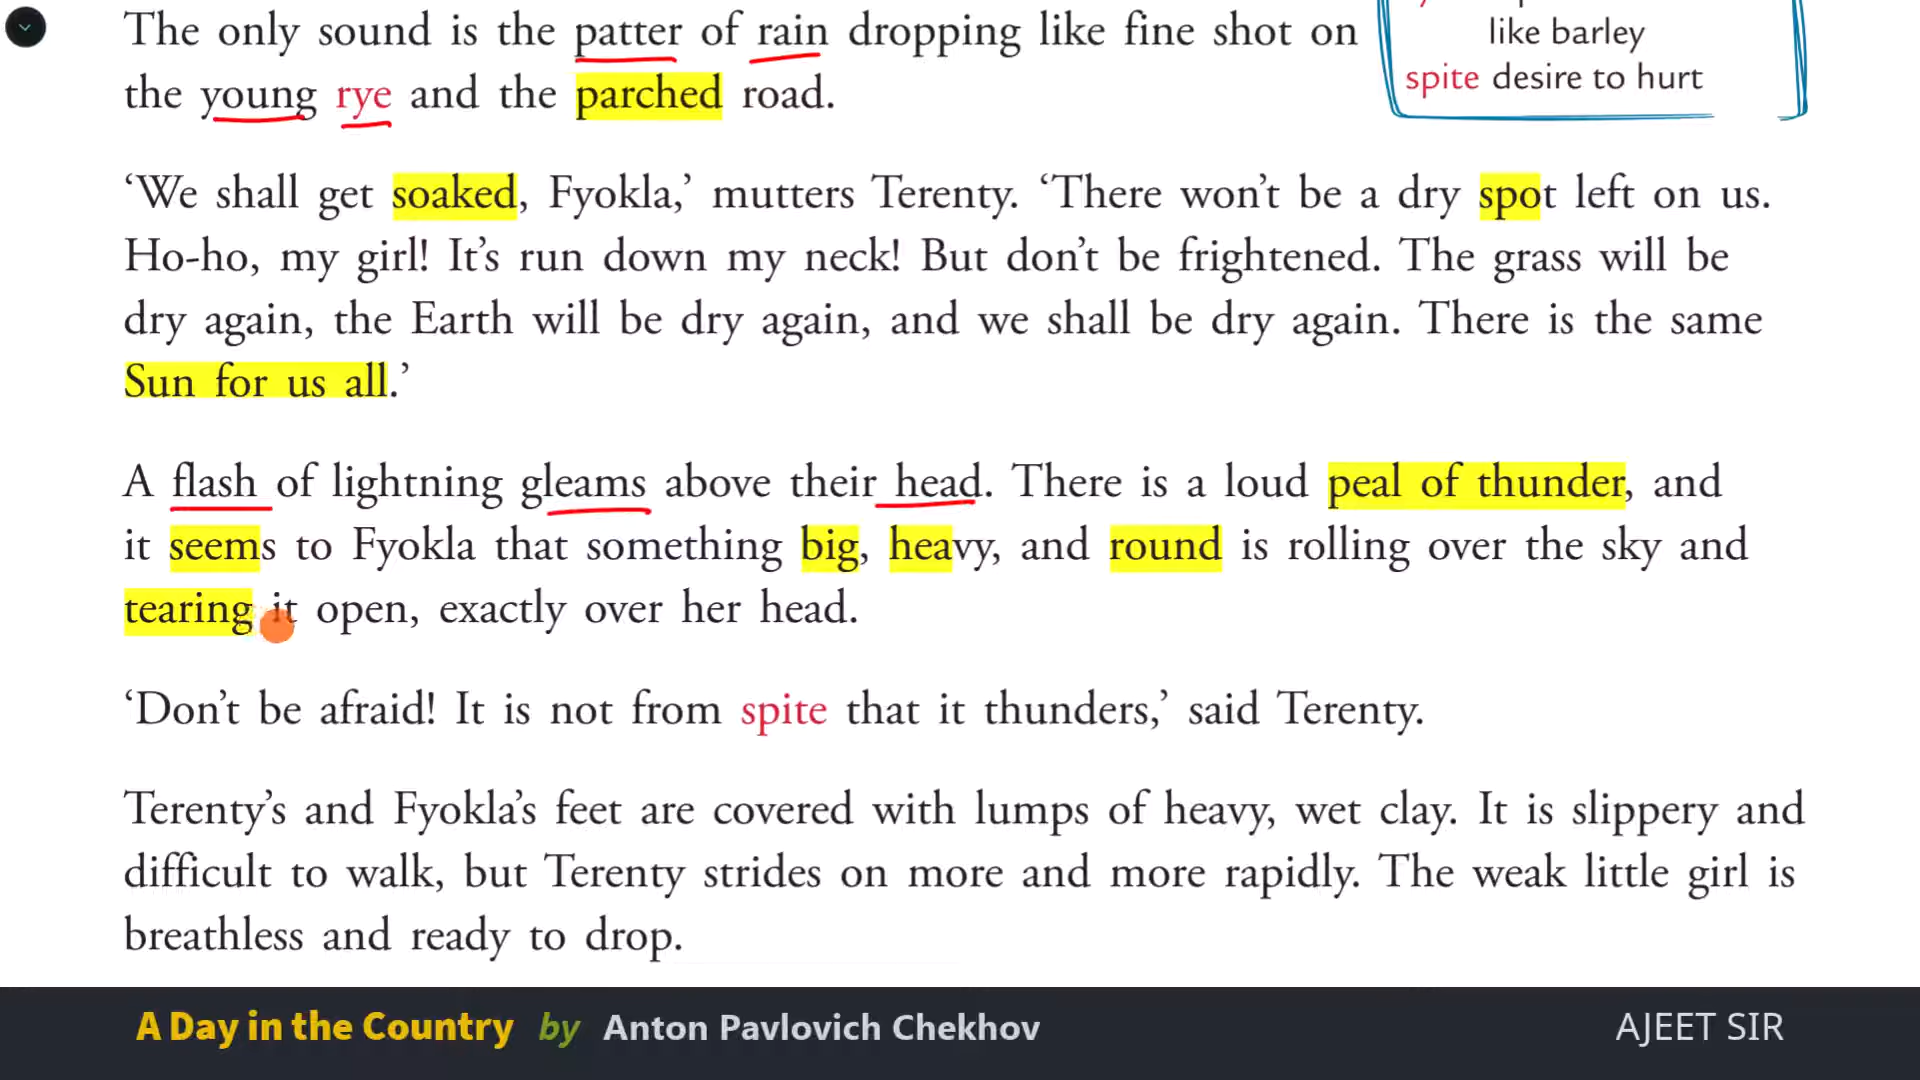 The only sound is the patter of rain dropping like fine shot on
the young rye and the parched road.
like barley
spite desire to hurt
‘We shall get soaked, Fyokla,’ mutters Terenty. ‘There won’t be a dry spot left on us.
Ho-ho, my girl! It’s run down my neck! But don’t be frightened. The grass will be
dry again, the Earth will be dry again, and we shall be dry again. There is the same
Sun for us all.’
A flash of lightning gleams above their head. There is a loud peal of thunder, and
it seems to Fyokla that something big, heavy, and round is rolling over the sky and
tearing it open, exactly over her head.
‘Don’t be afraid! It is not from spite that it thunders,’ said Terenty.
Terenty’s and Fyokla’s feet are covered with lumps of heavy, wet clay. It is slippery and
difficult to walk, but Terenty strides on more and more rapidly. The weak little girl is
breathless and ready to drop.
A Day in the Country by Anton Pavlovich Chekhov
AJEET SIR